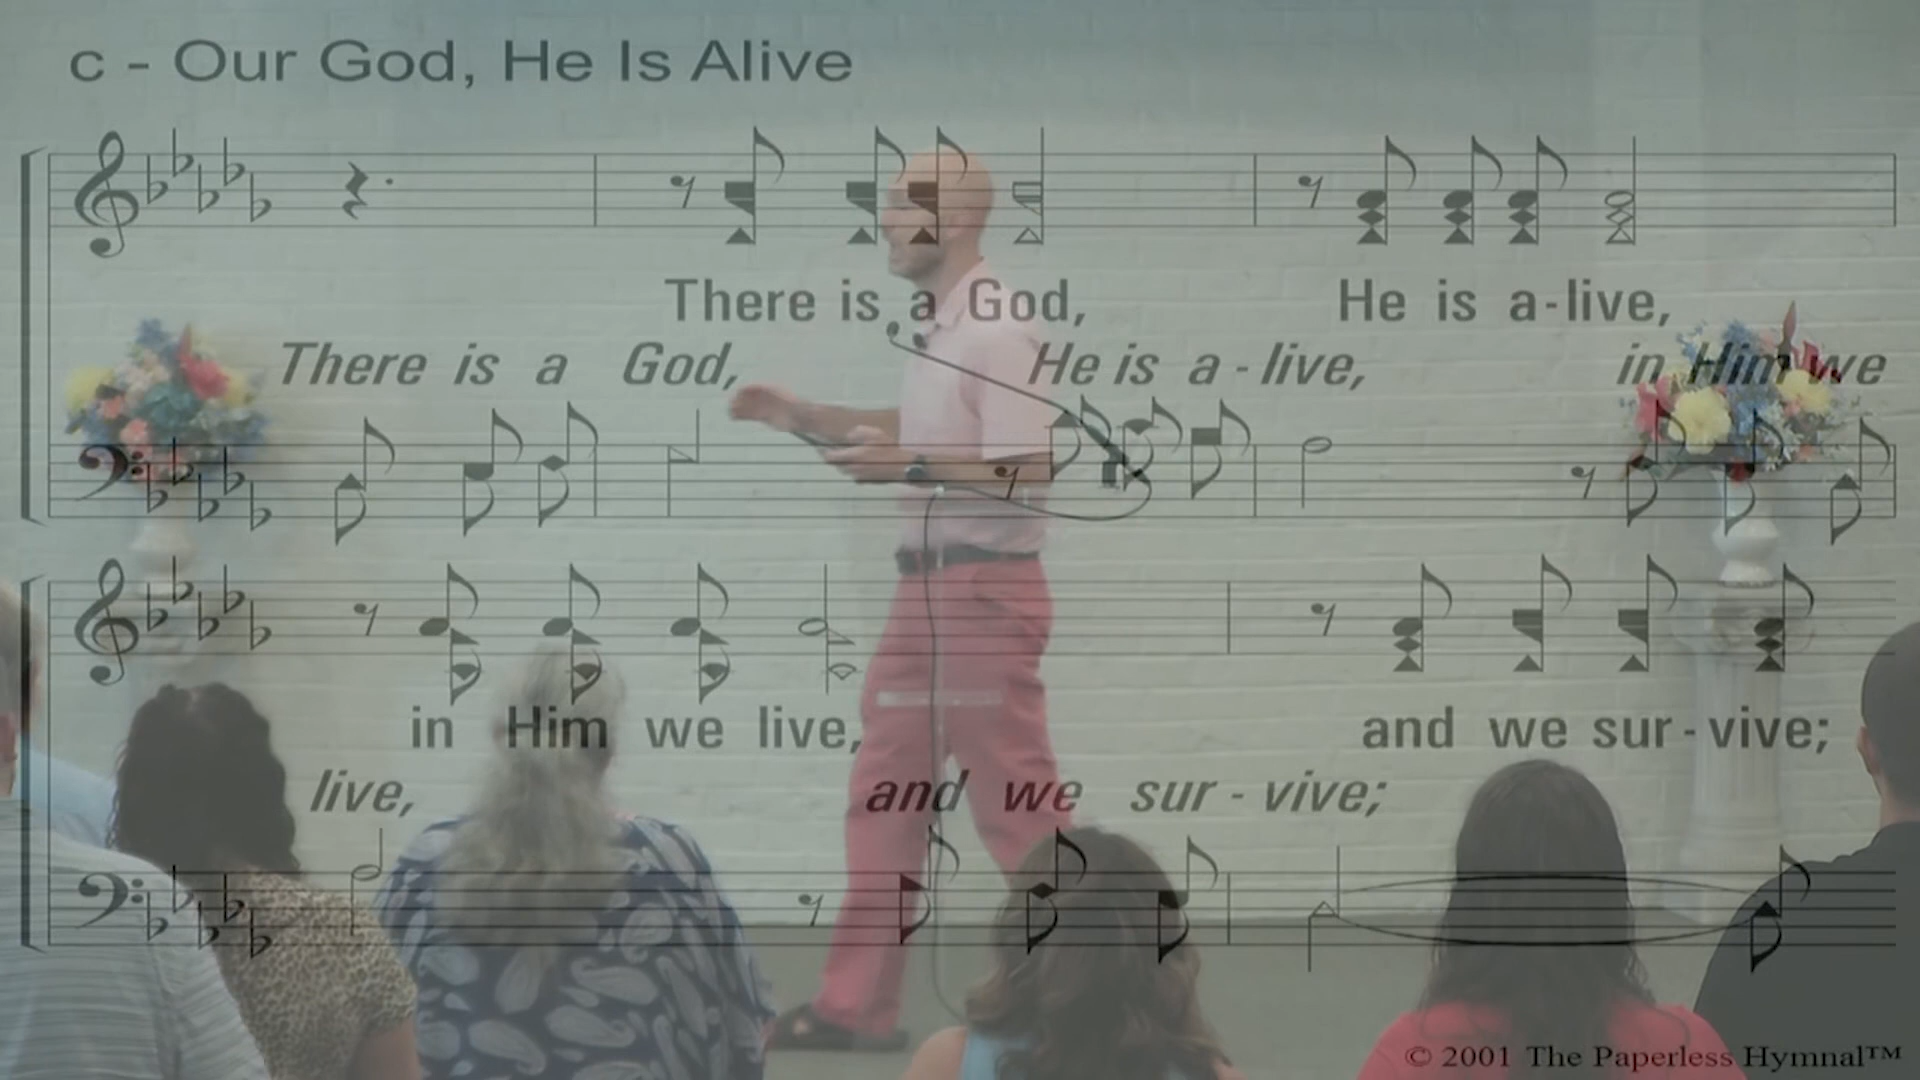 c - Our God, He Is Alive
There is a God, He is a-live,
There is a God, He is a-live, in Him we
in Him we live, and we sur-vive;
live, and we sur-vive;
© 2001 The Paperless Hymnal™